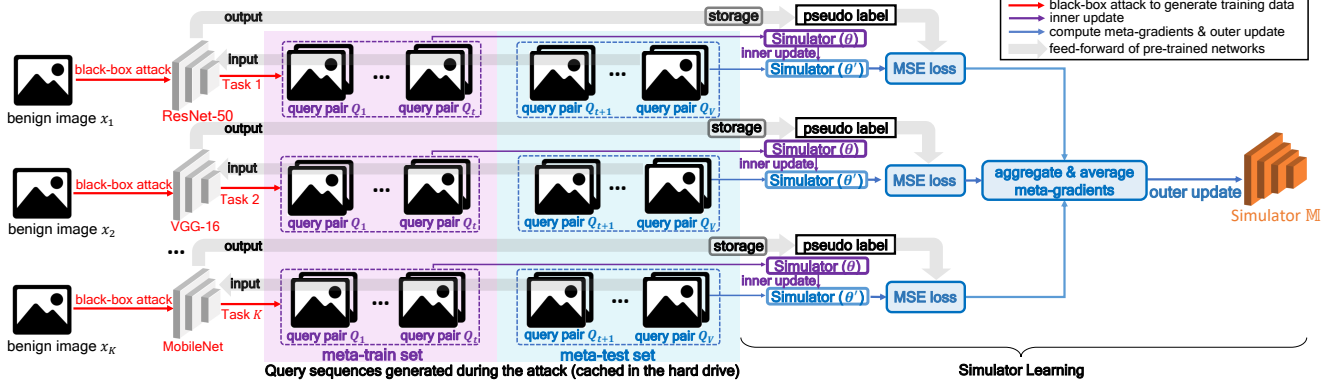 black-box attack to generate training data
inner update
compute meta-gradients & outer update
feed-forward of pre-trained networks
output
storage
pseudo label
input
Simulator (θ)
inner update
black-box attack
Task 1
Simulator (θ′)
MSE loss
query pair Q₁
query pair Qₜ
query pair Qₜ₊₁
query pair Q_V
benign image x₁
ResNet-50
output
storage
pseudo label
input
Simulator (θ)
inner update
black-box attack
Task 2
Simulator (θ′)
MSE loss
aggregate & average
meta-gradients
outer update
Simulator 𝕄
query pair Q₁
query pair Qₜ
query pair Qₜ₊₁
query pair Q_V
benign image x₂
VGG-16
...
output
storage
pseudo label
input
Simulator (θ)
inner update
black-box attack
Task K
Simulator (θ′)
MSE loss
query pair Q₁
query pair Qₜ
query pair Qₜ₊₁
query pair Q_V
benign image x_K
MobileNet
meta-train set
meta-test set
Query sequences generated during the attack (cached in the hard drive)
Simulator Learning